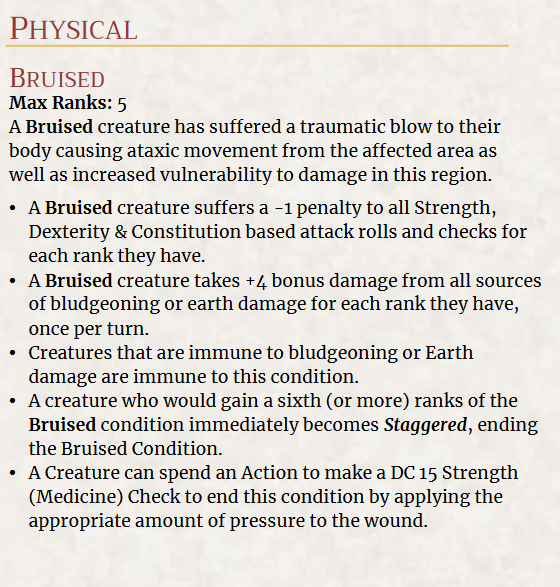 Physical
Bruised
Max Ranks: 5
A Bruised creature has suffered a traumatic blow to their
body causing ataxic movement from the affected area as
well as increased vulnerability to damage in this region.
• A Bruised creature suffers a -1 penalty to all Strength,
Dexterity & Constitution based attack rolls and checks for
each rank they have.
• A Bruised creature takes +4 bonus damage from all sources
of bludgeoning or earth damage for each rank they have,
once per turn.
• Creatures that are immune to bludgeoning or Earth
damage are immune to this condition.
• A creature who would gain a sixth (or more) ranks of the
Bruised condition immediately becomes Staggered, ending
the Bruised Condition.
• A Creature can spend an Action to make a DC 15 Strength
(Medicine) Check to end this condition by applying the
appropriate amount of pressure to the wound.